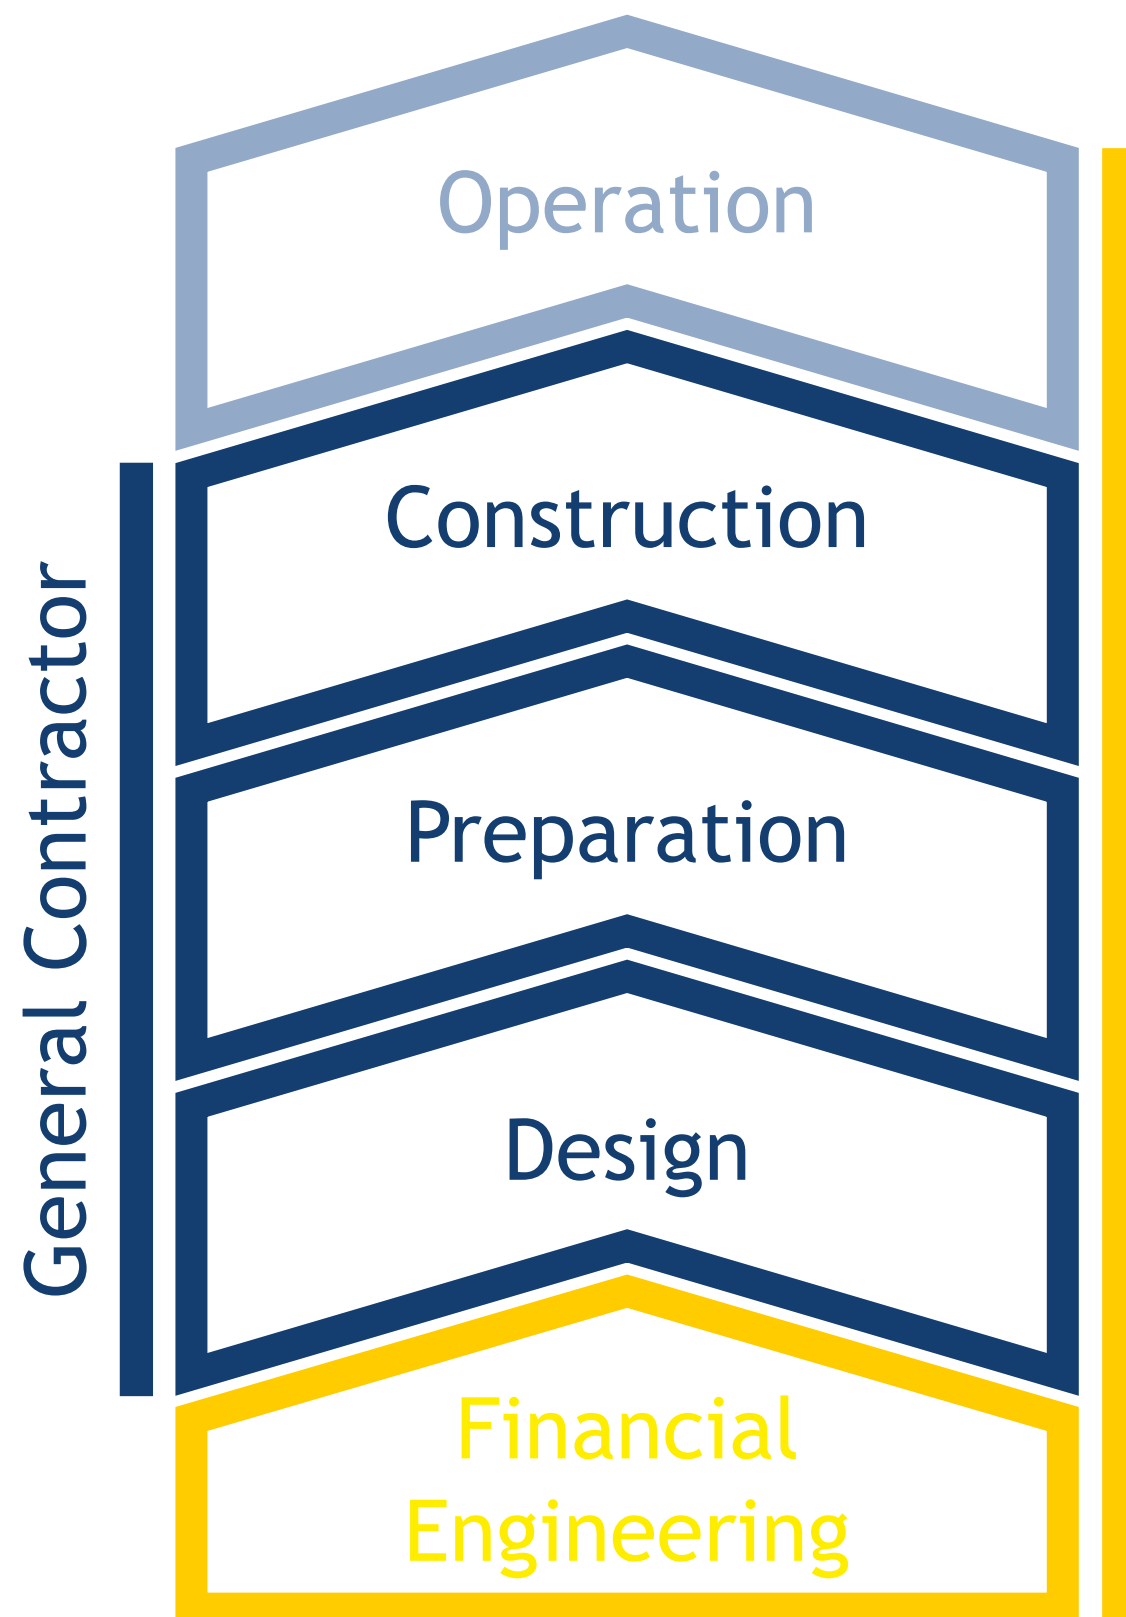 Operation
Construction
Preparation
Design
Financial
Engineering
General Contractor